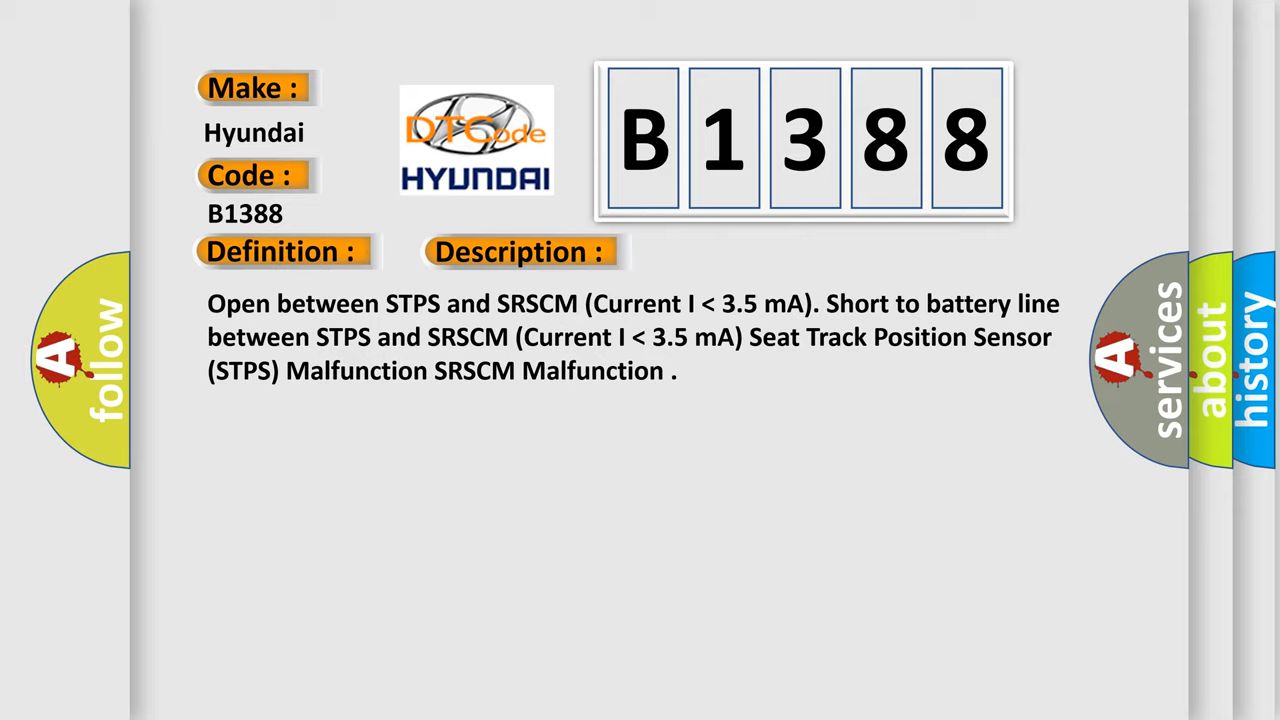 Make :
Hyundai
Code :
B1388
Definition :
Description :
DTCode
HYUNDAI
B1388
Open between STPS and SRSCM (Current I < 3.5 mA). Short to battery line
between STPS and SRSCM (Current I < 3.5 mA) Seat Track Position Sensor
(STPS) Malfunction SRSCM Malfunction .
A
follow
A
services
about
history